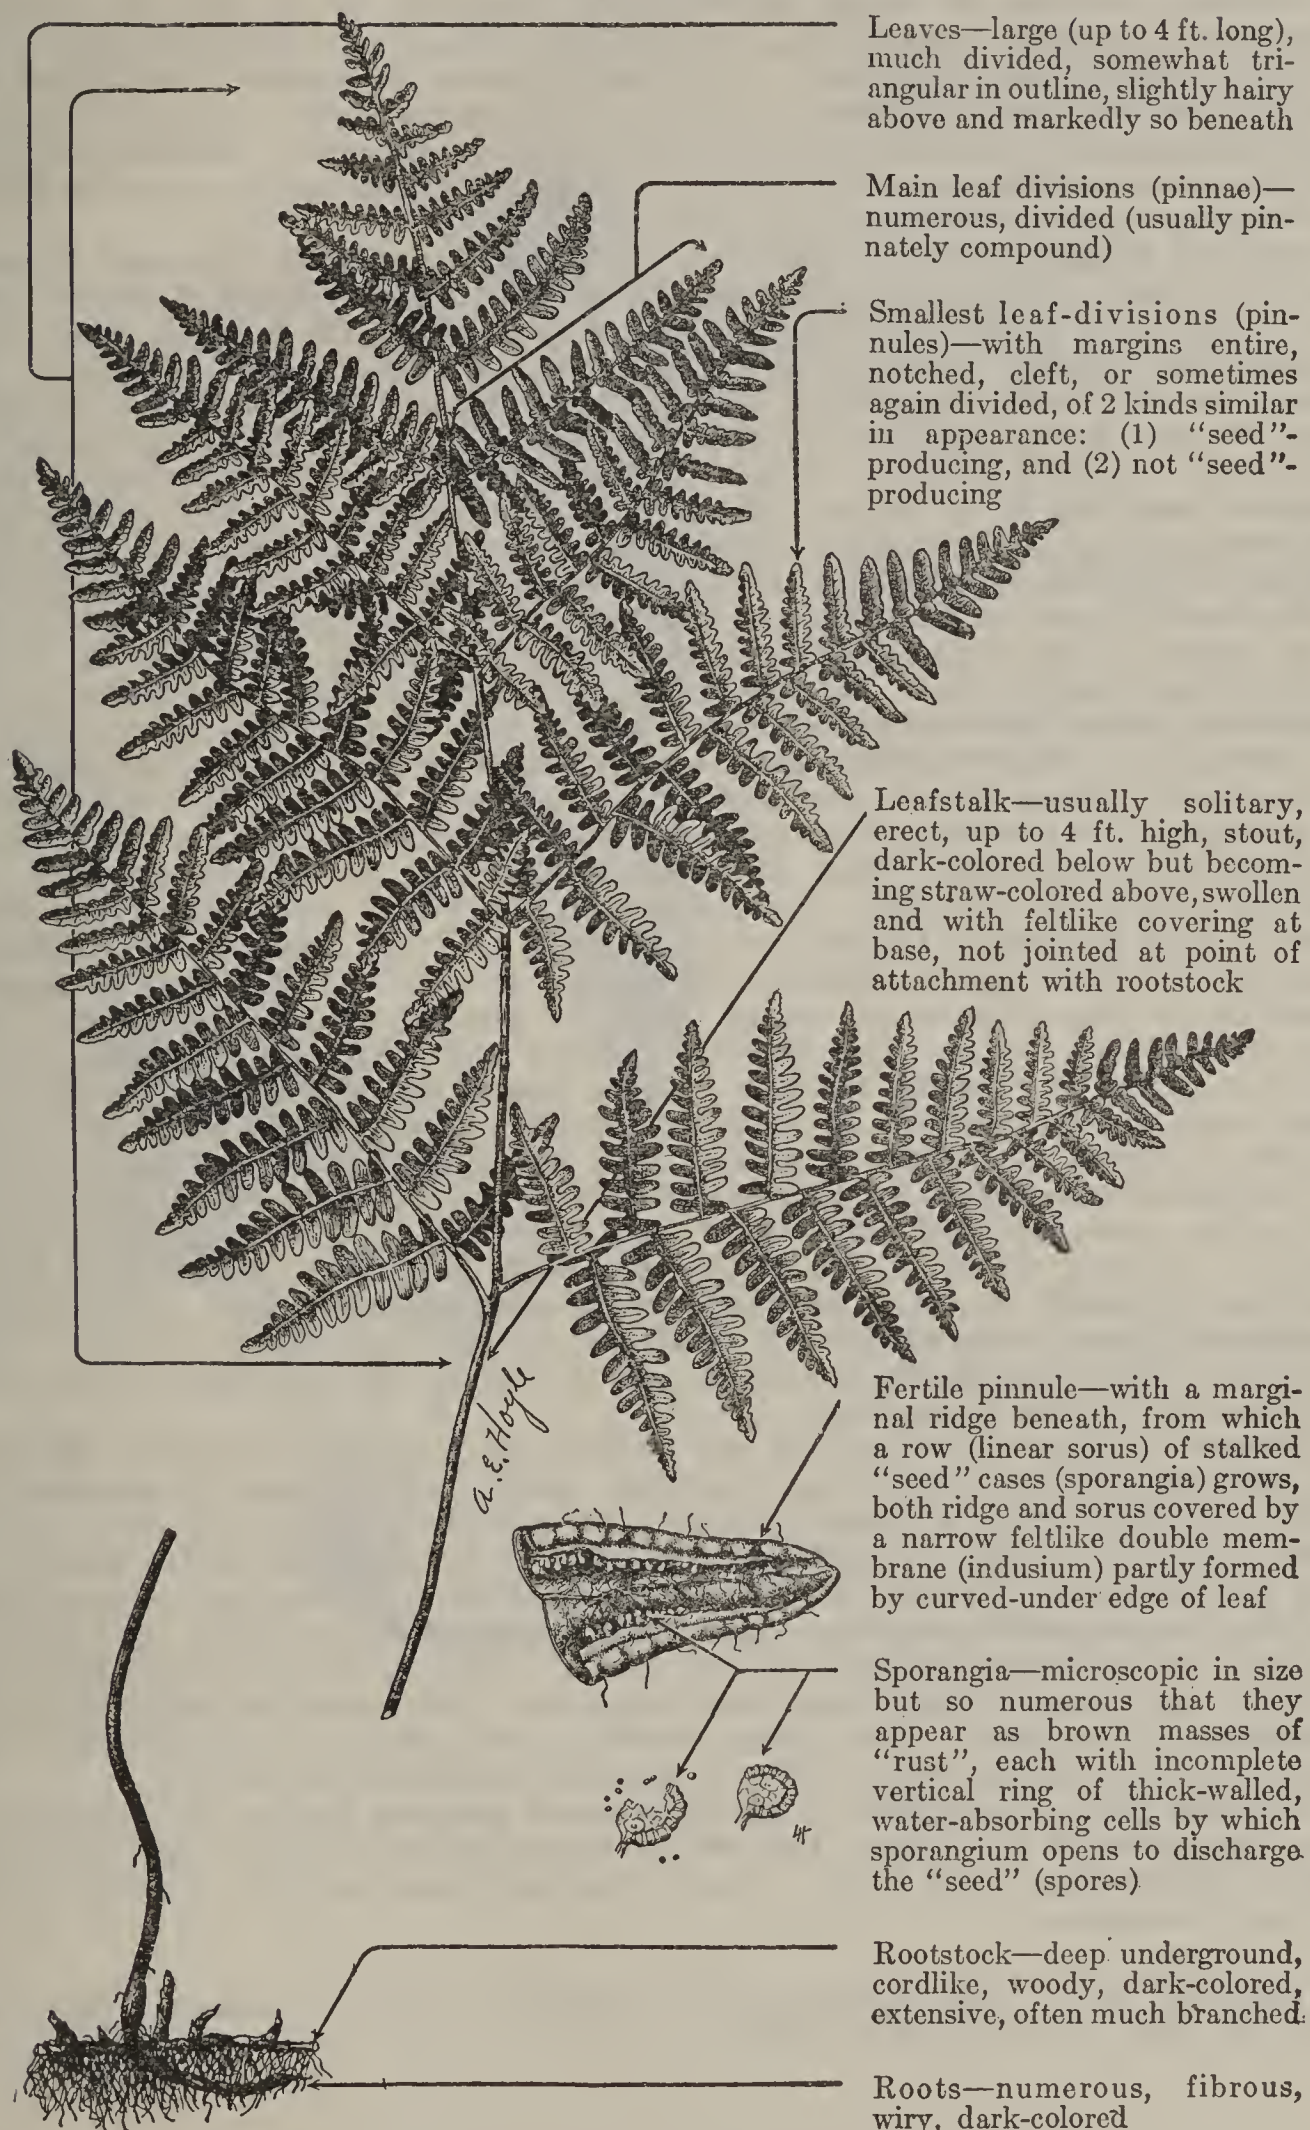 Leaves—large (up to 4 ft. long),
much divided, somewhat tri-
angular in outline, slightly hairy
above and markedly so beneath
Main leaf divisions (pinnae)—
numerous, divided (usually pin-
nately compound)
Smallest leaf-divisions (pin-
nules)—with margins entire,
notched, cleft, or sometimes
again divided, of 2 kinds similar
in appearance: (1) “seed”-
producing, and (2) not “seed”-
producing
Leafstalk—usually solitary,
erect, up to 4 ft. high, stout,
dark-colored below but becom-
ing straw-colored above, swollen
and with feltlike covering at
base, not jointed at point of
attachment with rootstock
A. E. Hoyle
Fertile pinnule—with a margi-
nal ridge beneath, from which
a row (linear sorus) of stalked
“seed” cases (sporangia) grows,
both ridge and sorus covered by
a narrow feltlike double mem-
brane (indusium) partly formed
by curved-under edge of leaf
Sporangia—microscopic in size
but so numerous that they
appear as brown masses of
“rust”, each with incomplete
vertical ring of thick-walled,
water-absorbing cells by which
sporangium opens to discharge
the “seed” (spores)
Rootstock—deep underground,
cordlike, woody, dark-colored,
extensive, often much branched
Roots—numerous, fibrous,
wiry, dark-colored